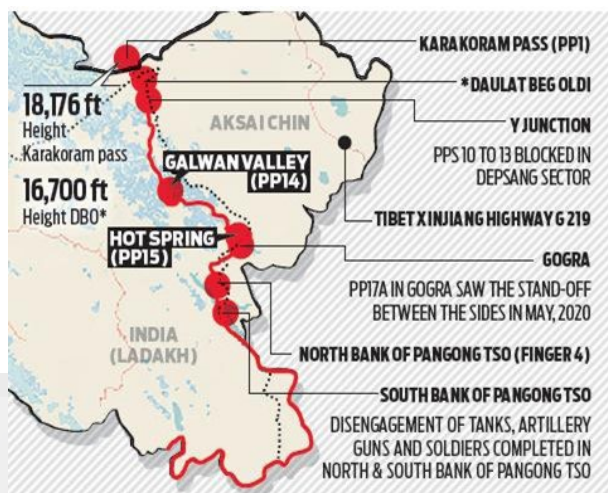 KARAKORAM PASS (PP1)
*DAULAT BEG OLDI
18,176 ft
Height
Karakoram pass
16,700 ft
Height DBO*
AKSAI CHIN
Y JUNCTION
PPS 10 TO 13 BLOCKED IN
DEPSANG SECTOR
GALWAN VALLEY
(PP14)
TIBET XINJIANG HIGHWAY G 219
HOT SPRING
(PP15)
GOGRA
PP17A IN GOGRA SAW THE STAND-OFF
BETWEEN THE SIDES IN MAY, 2020
INDIA
(LADAKH)
NORTH BANK OF PANGONG TSO (FINGER 4)
SOUTH BANK OF PANGONG TSO
DISENGAGEMENT OF TANKS, ARTILLERY
GUNS AND SOLDIERS COMPLETED IN
NORTH & SOUTH BANK OF PANGONG TSO